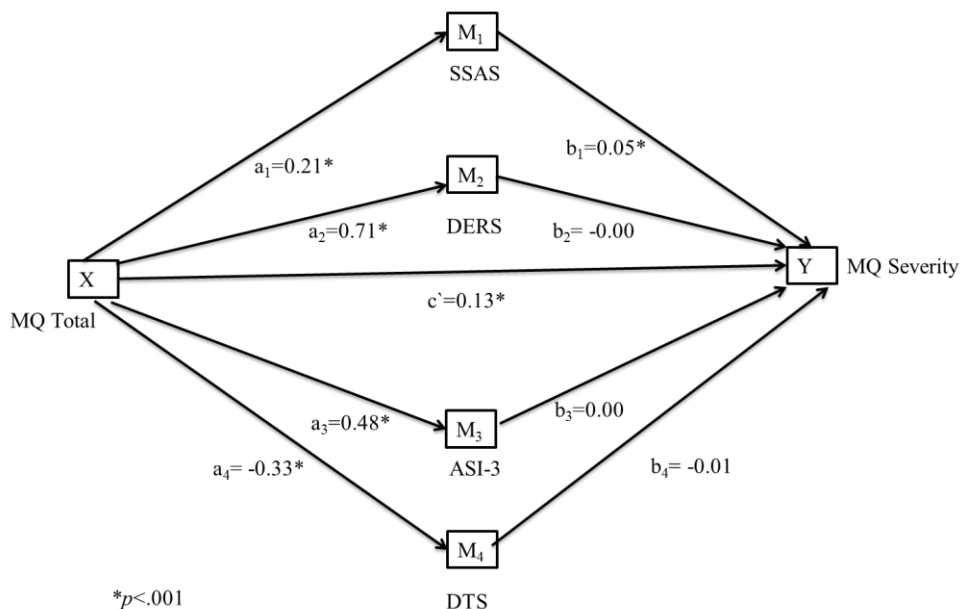 M₁
SSAS
a₁=0.21*
b₁=0.05*
M₂
DERS
a₂=0.71*
b₂= -0.00
X
MQ Total
Y
MQ Severity
c`=0.13*
a₃=0.48*
M₃
ASI-3
b₃=0.00
a₄= -0.33*
b₄= -0.01
M₄
DTS
*p<.001